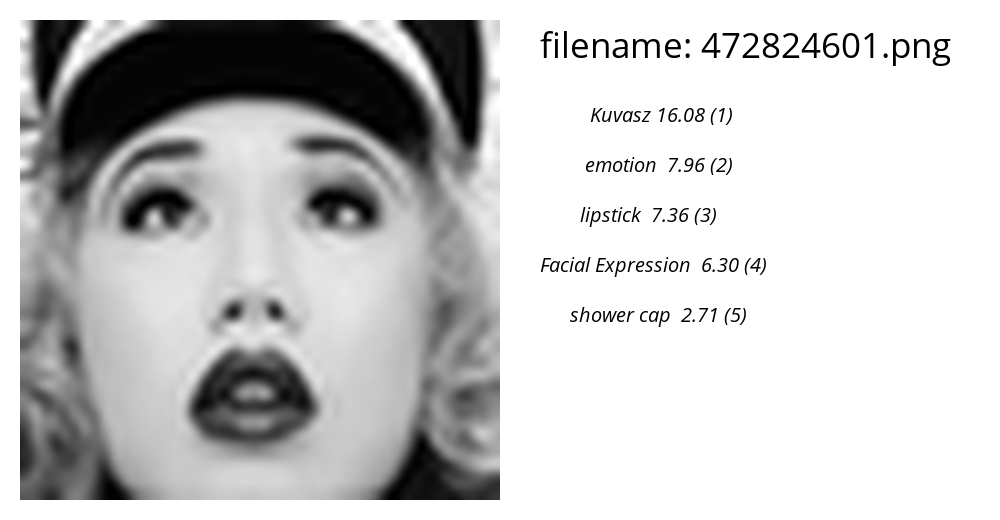 filename: 472824601.png
Kuvasz 16.08 (1)
emotion 7.96 (2)
lipstick 7.36 (3)
Facial Expression 6.30 (4)
shower cap 2.71 (5)